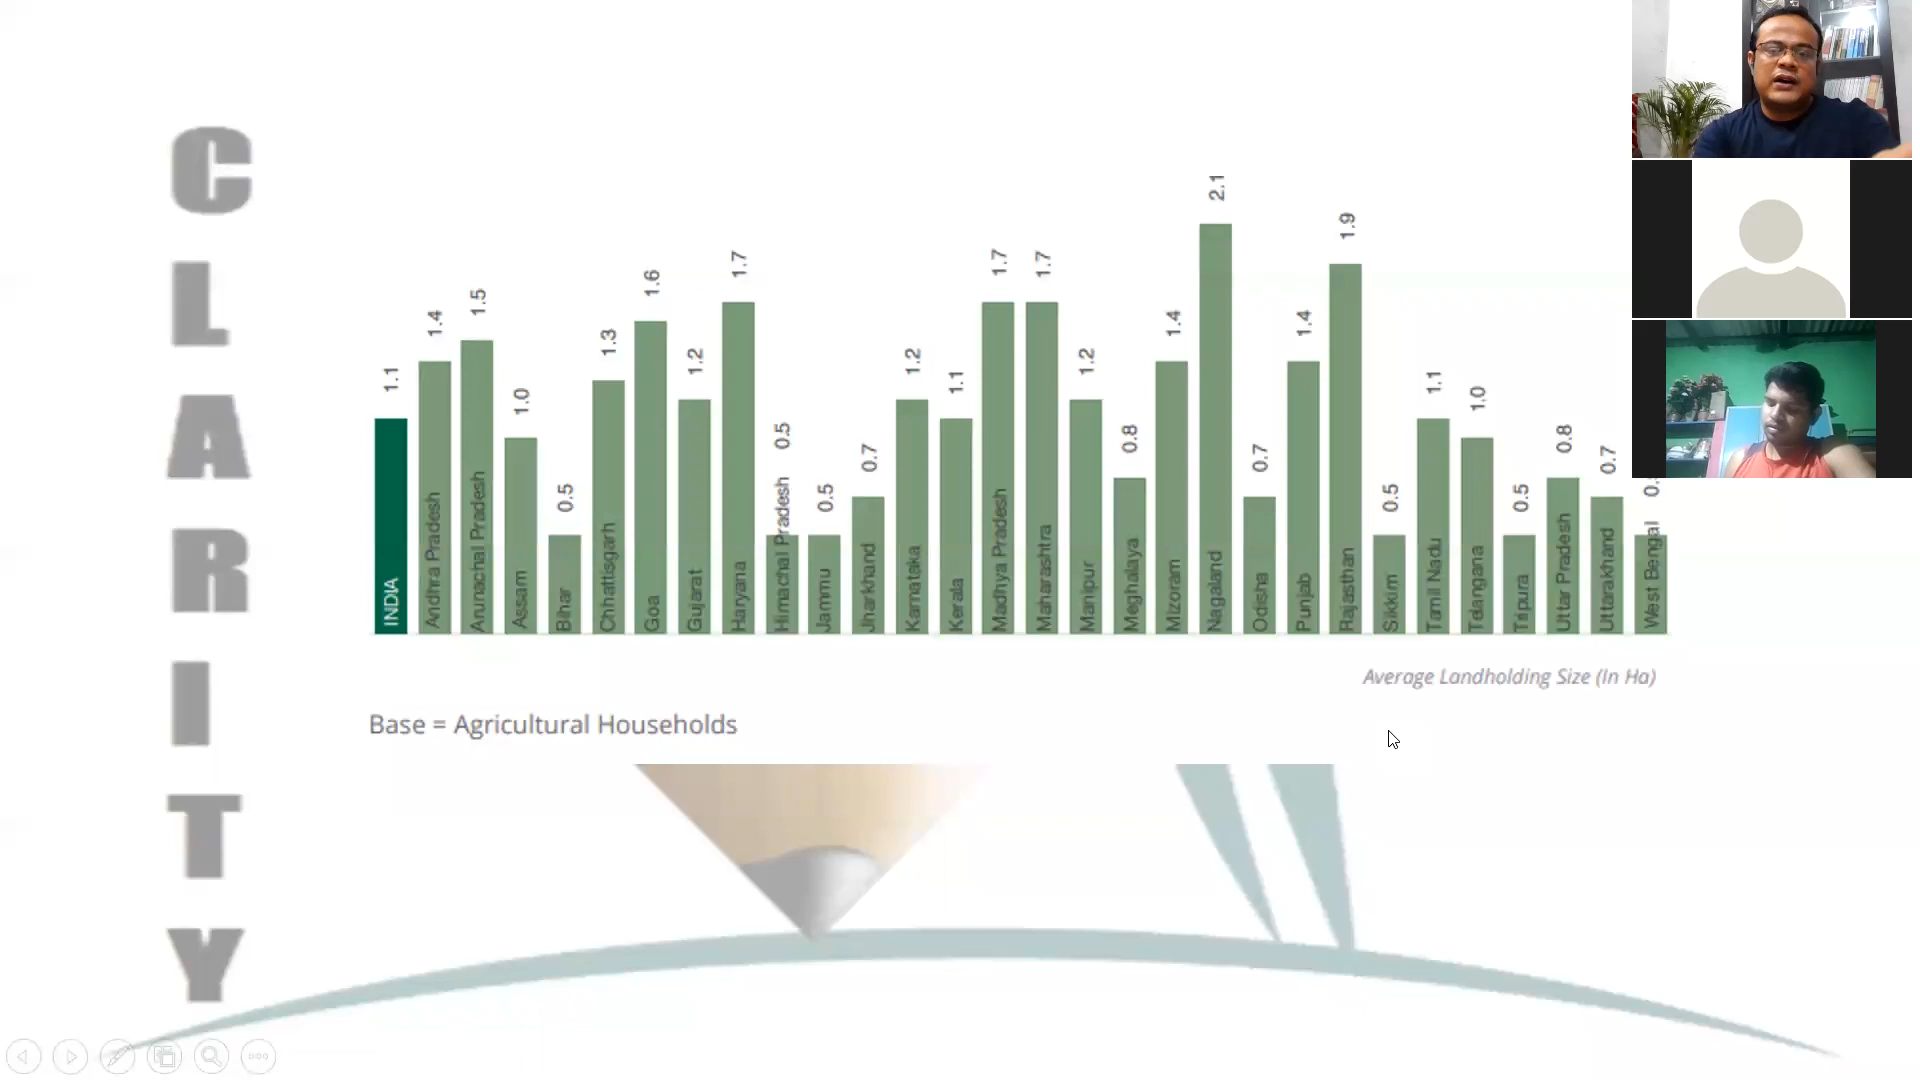 CLARITY
1.1 1.4 1.5 1.0 0.5 1.3 1.6 1.2 1.7 0.5 0.5 0.7 1.2 1.1 1.7 1.7 1.2 0.8 1.4 2.1 0.7 1.4 1.9 0.5 1.1 1.0 0.5 0.8 0.7
INDIA
Andhra Pradesh
Arunachal Pradesh
Assam
Bihar
Chhattisgarh
Goa
Gujarat
Haryana
Himachal Pradesh
Jammu
Jharkhand
Karnataka
Kerala
Madhya Pradesh
Maharashtra
Manipur
Meghalaya
Mizoram
Nagaland
Odisha
Punjab
Rajasthan
Sikkim
Tamil Nadu
Telangana
Tripura
Uttar Pradesh
Uttarakhand
West Bengal
Average Landholding Size (In Ha)
Base = Agricultural Households